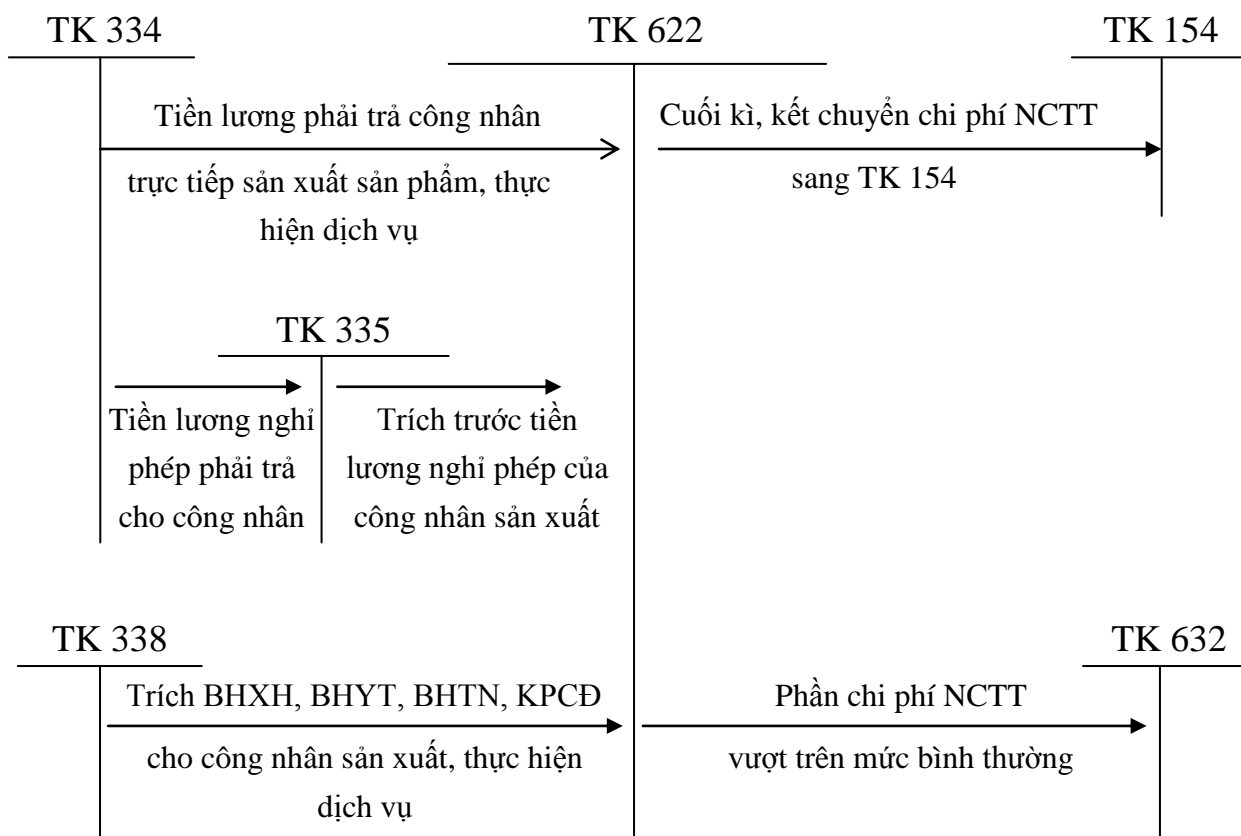 TK 334
TK 622
TK 154
Tiền lương phải trả công nhân
trực tiếp sản xuất sản phẩm, thực
hiện dịch vụ
Cuối kì, kết chuyển chi phí NCTT
sang TK 154
TK 335
Tiền lương nghỉ
phép phải trả
cho công nhân
Trích trước tiền
lương nghỉ phép của
công nhân sản xuất
TK 338
TK 632
Trích BHXH, BHYT, BHTN, KPCĐ
cho công nhân sản xuất, thực hiện
dịch vụ
Phần chi phí NCTT
vượt trên mức bình thường